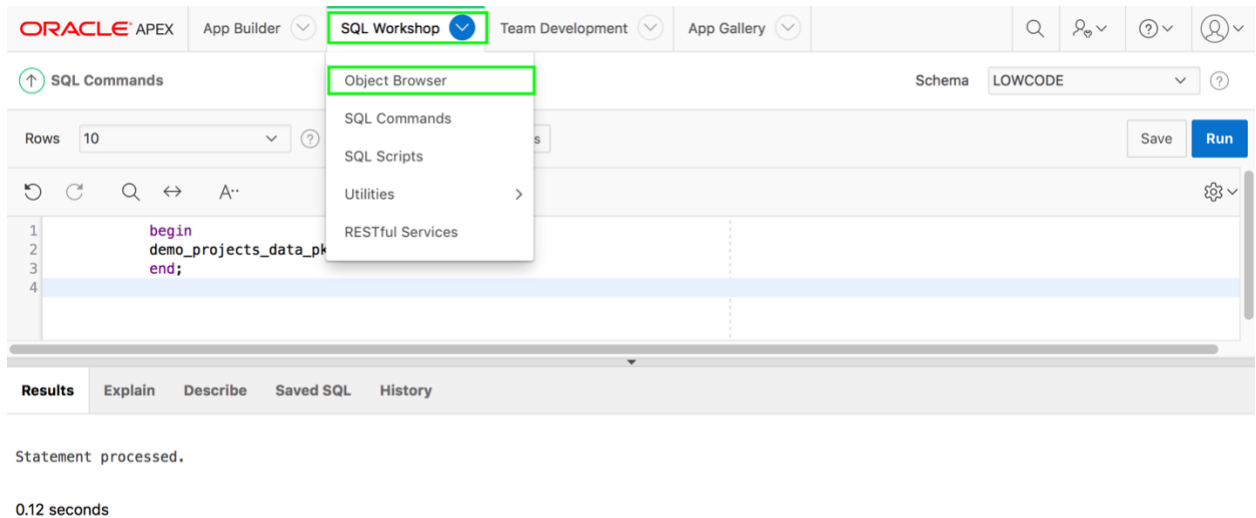 ORACLE APEX App Builder SQL Workshop Team Development App Gallery
SQL Commands Schema LOWCODE
Object Browser
SQL Commands
SQL Scripts
Utilities
RESTful Services
Rows 10 s Save Run
A
1 begin
2 demo_projects_data_pk
3 end;
4
Results Explain Describe Saved SQL History
Statement processed.
0.12 seconds